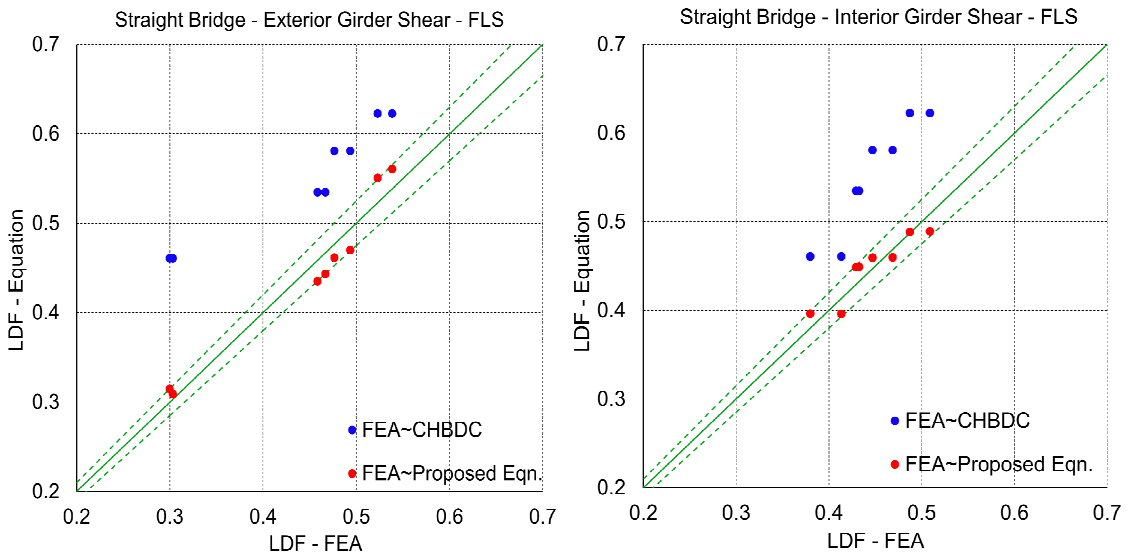 Straight Bridge - Exterior Girder Shear - FLS
0.7
0.6
0.5
0.4
0.3
0.2
LDF - Equation
FEA~CHBDC
FEA~Proposed Eqn.
0.2 0.3 0.4 0.5 0.6 0.7
LDF - FEA
Straight Bridge - Interior Girder Shear - FLS
0.7
0.6
0.5
0.4
0.3
0.2
LDF - Equation
FEA~CHBDC
FEA~Proposed Eqn.
0.2 0.3 0.4 0.5 0.6 0.7
LDF - FEA